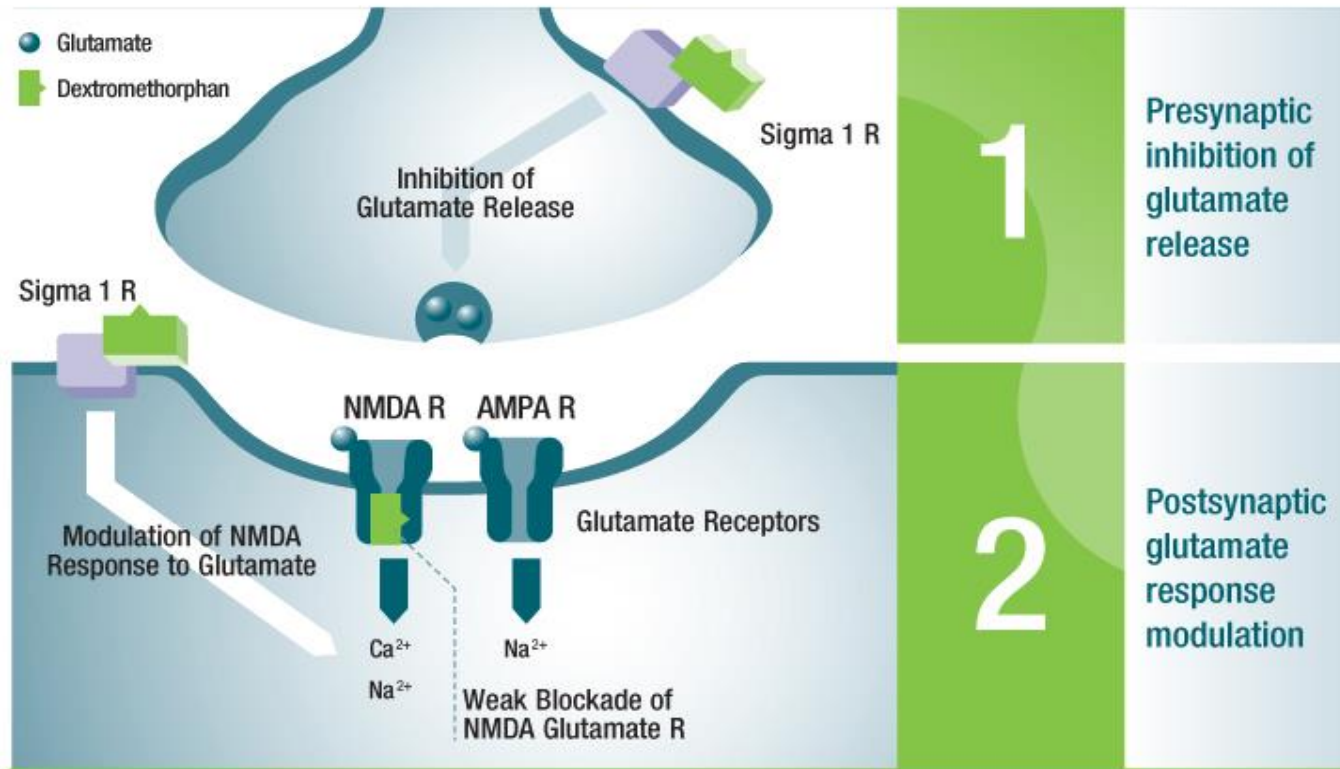 Glutamate
Dextromethorphan
Sigma 1 R
Inhibition of
Glutamate Release
1
Presynaptic
inhibition of
glutamate
release
Sigma 1 R
NMDA R
AMPA R
Glutamate Receptors
Modulation of NMDA
Response to Glutamate
Ca²⁺
Na²⁺
Na²⁺
Weak Blockade of
NMDA Glutamate R
2
Postsynaptic
glutamate
response
modulation